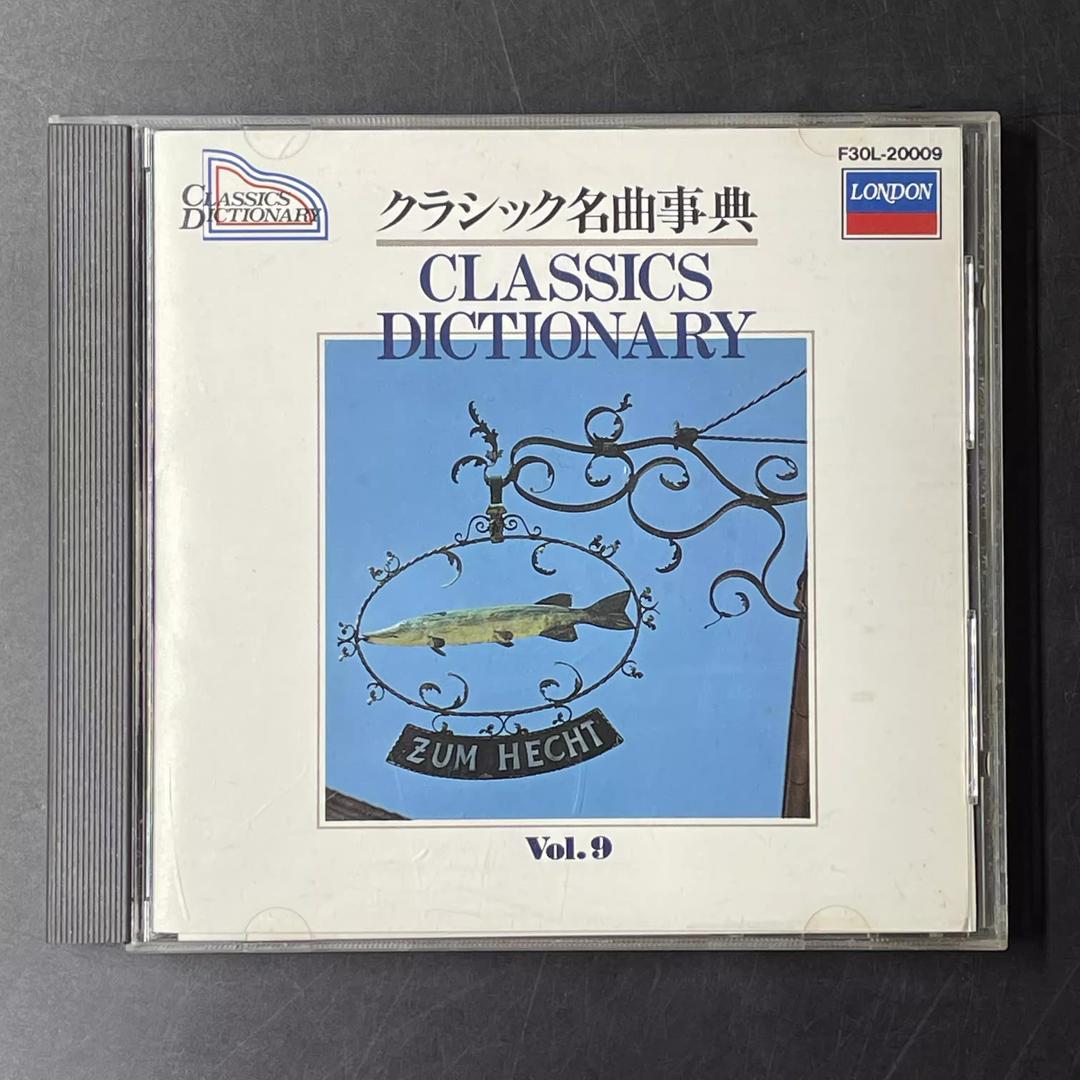 F30L-20009
LONDON
CLASSICS
DICTIONARY
クラシック名曲事典
CLASSICS
DICTIONARY
ZUM HECHT
Vol.9